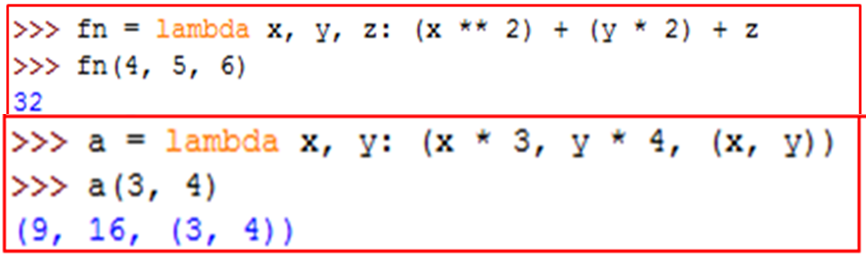 >>> fn = lambda x, y, z: (x ** 2) + (y * 2) + z
>>> fn(4, 5, 6)
32
>>> a = lambda x, y: (x * 3, y * 4, (x, y))
>>> a(3, 4)
(9, 16, (3, 4))